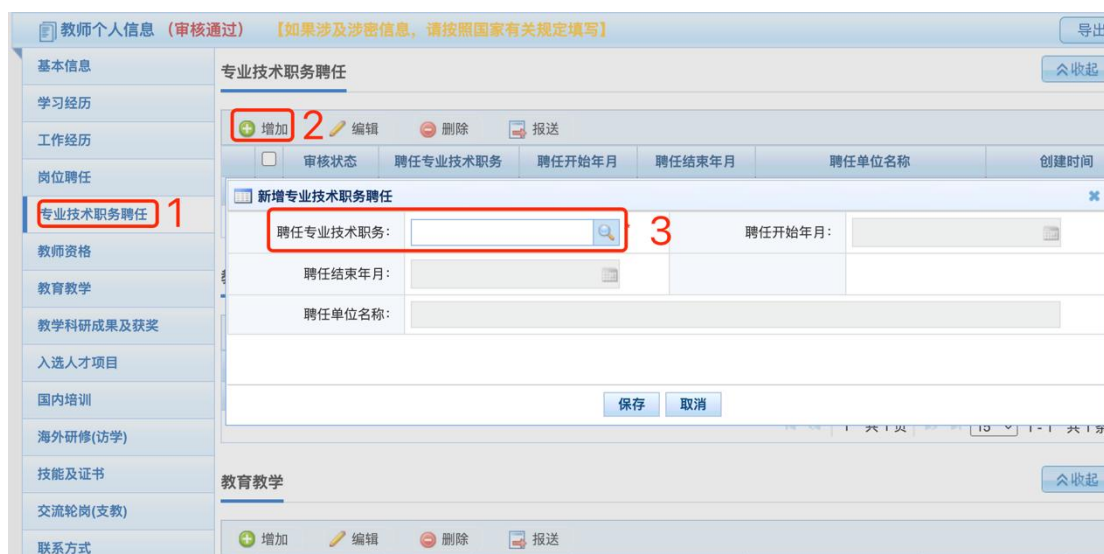 教师个人信息 (审核通过) 【如果涉及涉密信息，请按照国家有关规定填写】 导出
基本信息
学习经历
工作经历
岗位聘任
专业技术职务聘任 1
教师资格
教育教学
教学科研成果及获奖
入选人才项目
国内培训
海外研修(访学)
技能及证书
交流轮岗(支教)
联系方式
专业技术职务聘任 收起
增加 2 编辑 删除 报送
审核状态 聘任专业技术职务 聘任开始年月 聘任结束年月 聘任单位名称 创建时间
新增专业技术职务聘任
聘任专业技术职务： 3 聘任开始年月：
聘任结束年月：
聘任单位名称：
保存 取消
1 共1页 15 1 - 1 共1条
教育教学 收起
增加 编辑 删除 报送